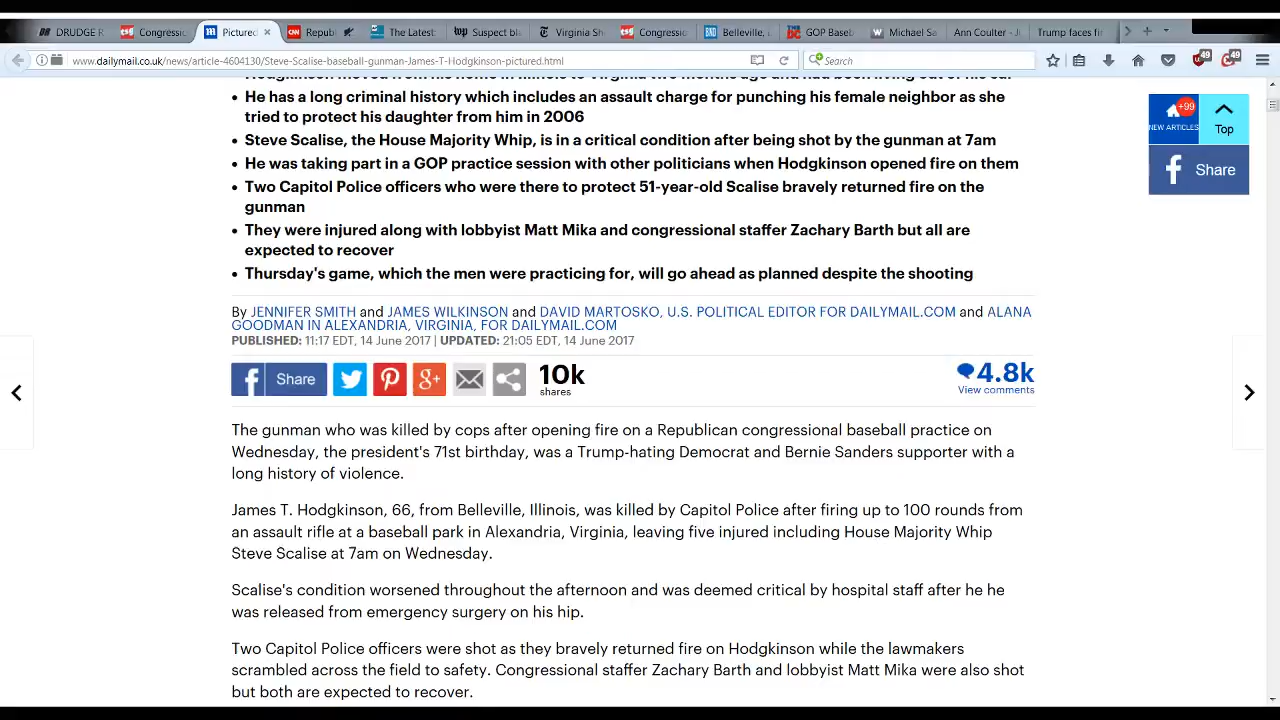 DRUDGE R
Congressic
Pictured
Republ
The Latest
Suspect bla
Virginia Sh
Congressic
Belleville, I
GOP Baseb
Michael Sa
Ann Coulter - J
Trump faces fir
www.dailymail.co.uk/news/article-4604130/Steve-Scalise-baseball-gunman-James-T-Hodgkinson-pictured.html
Search
49
49
• He has a long criminal history which includes an assault charge for punching his female neighbor as she
tried to protect his daughter from him in 2006
• Steve Scalise, the House Majority Whip, is in a critical condition after being shot by the gunman at 7am
• He was taking part in a GOP practice session with other politicians when Hodgkinson opened fire on them
• Two Capitol Police officers who were there to protect 51-year-old Scalise bravely returned fire on the
gunman
• They were injured along with lobbyist Matt Mika and congressional staffer Zachary Barth but all are
expected to recover
• Thursday's game, which the men were practicing for, will go ahead as planned despite the shooting
+99
NEW ARTICLES
Top
Share
By JENNIFER SMITH and JAMES WILKINSON and DAVID MARTOSKO, U.S. POLITICAL EDITOR FOR DAILYMAIL.COM and ALANA
GOODMAN IN ALEXANDRIA, VIRGINIA, FOR DAILYMAIL.COM
PUBLISHED: 11:17 EDT, 14 June 2017 | UPDATED: 21:05 EDT, 14 June 2017
Share
10k
shares
4.8k
View comments
The gunman who was killed by cops after opening fire on a Republican congressional baseball practice on
Wednesday, the president's 71st birthday, was a Trump-hating Democrat and Bernie Sanders supporter with a
long history of violence.
James T. Hodgkinson, 66, from Belleville, Illinois, was killed by Capitol Police after firing up to 100 rounds from
an assault rifle at a baseball park in Alexandria, Virginia, leaving five injured including House Majority Whip
Steve Scalise at 7am on Wednesday.
Scalise's condition worsened throughout the afternoon and was deemed critical by hospital staff after he he
was released from emergency surgery on his hip.
Two Capitol Police officers were shot as they bravely returned fire on Hodgkinson while the lawmakers
scrambled across the field to safety. Congressional staffer Zachary Barth and lobbyist Matt Mika were also shot
but both are expected to recover.